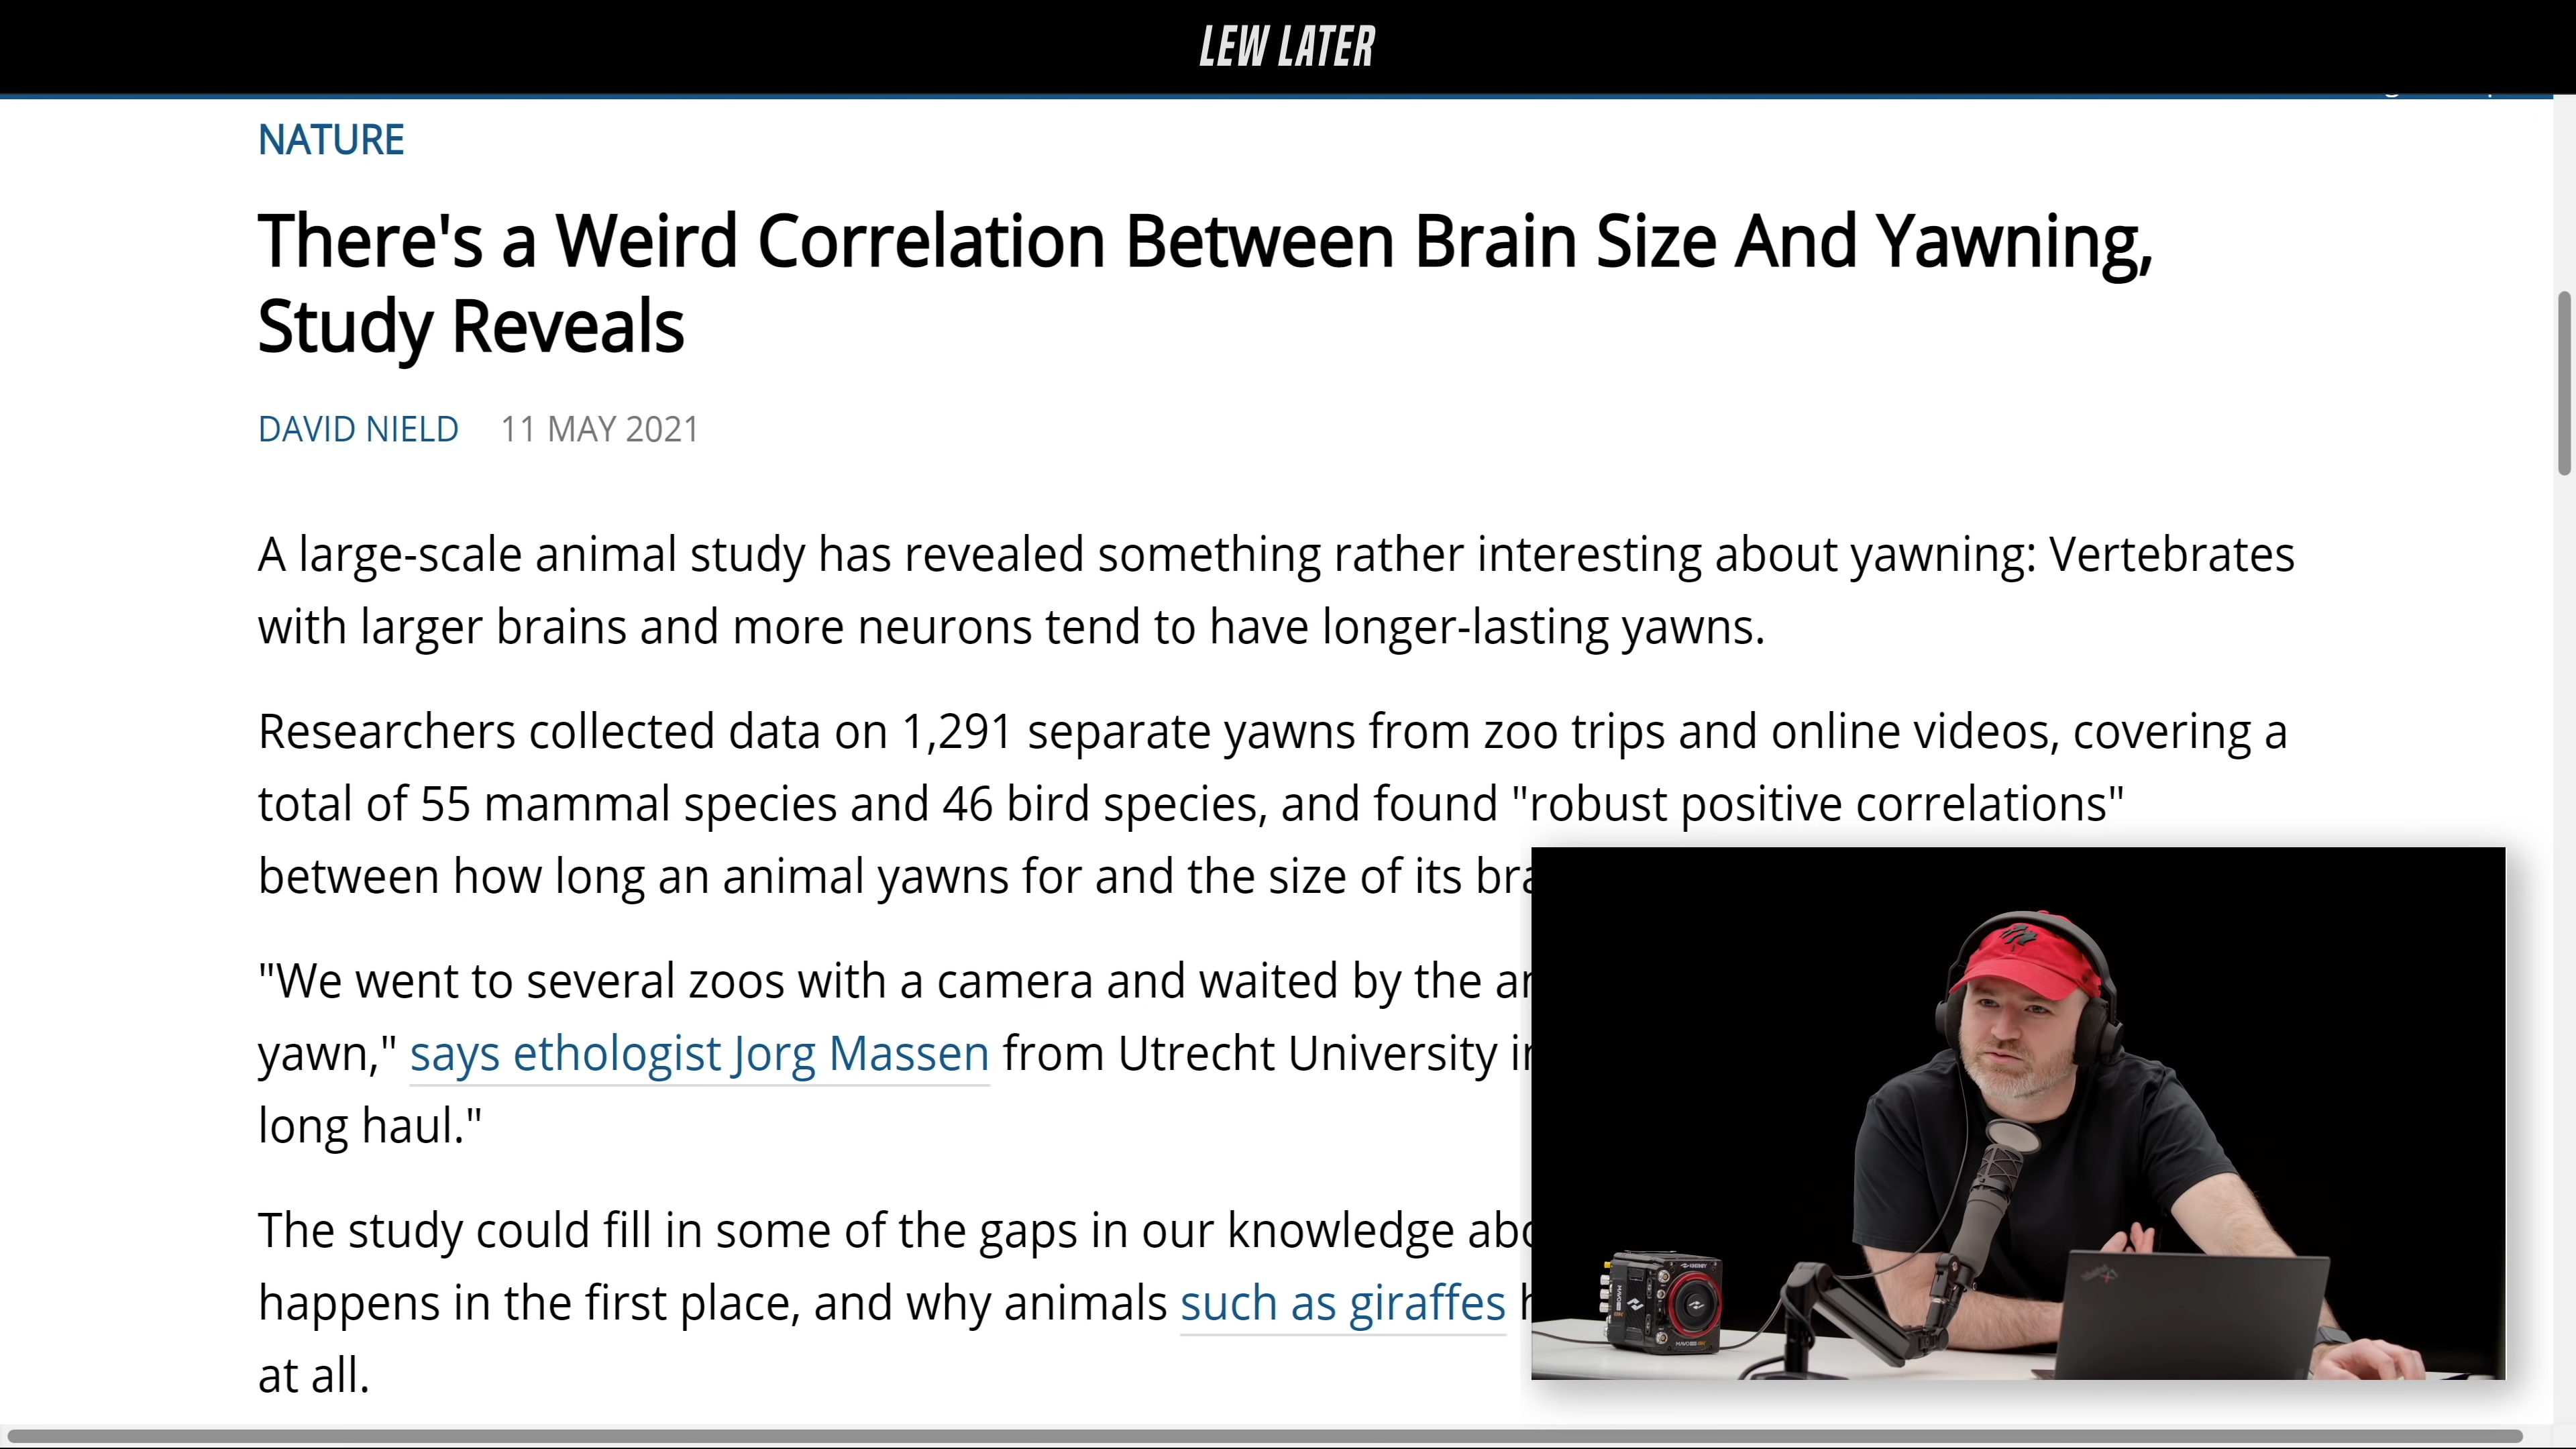 LEW LATER
NATURE
There's a Weird Correlation Between Brain Size And Yawning,
Study Reveals
DAVID NIELD 11 MAY 2021
A large-scale animal study has revealed something rather interesting about yawning: Vertebrates
with larger brains and more neurons tend to have longer-lasting yawns.
Researchers collected data on 1,291 separate yawns from zoo trips and online videos, covering a
total of 55 mammal species and 46 bird species, and found "robust positive correlations"
between how long an animal yawns for and the size of its
"We went to several zoos with a camera and waited by the
yawn," says ethologist Jorg Massen from Utrecht University
long haul."
The study could fill in some of the gaps in our knowledge
happens in the first place, and why animals such as giraffes
at all.